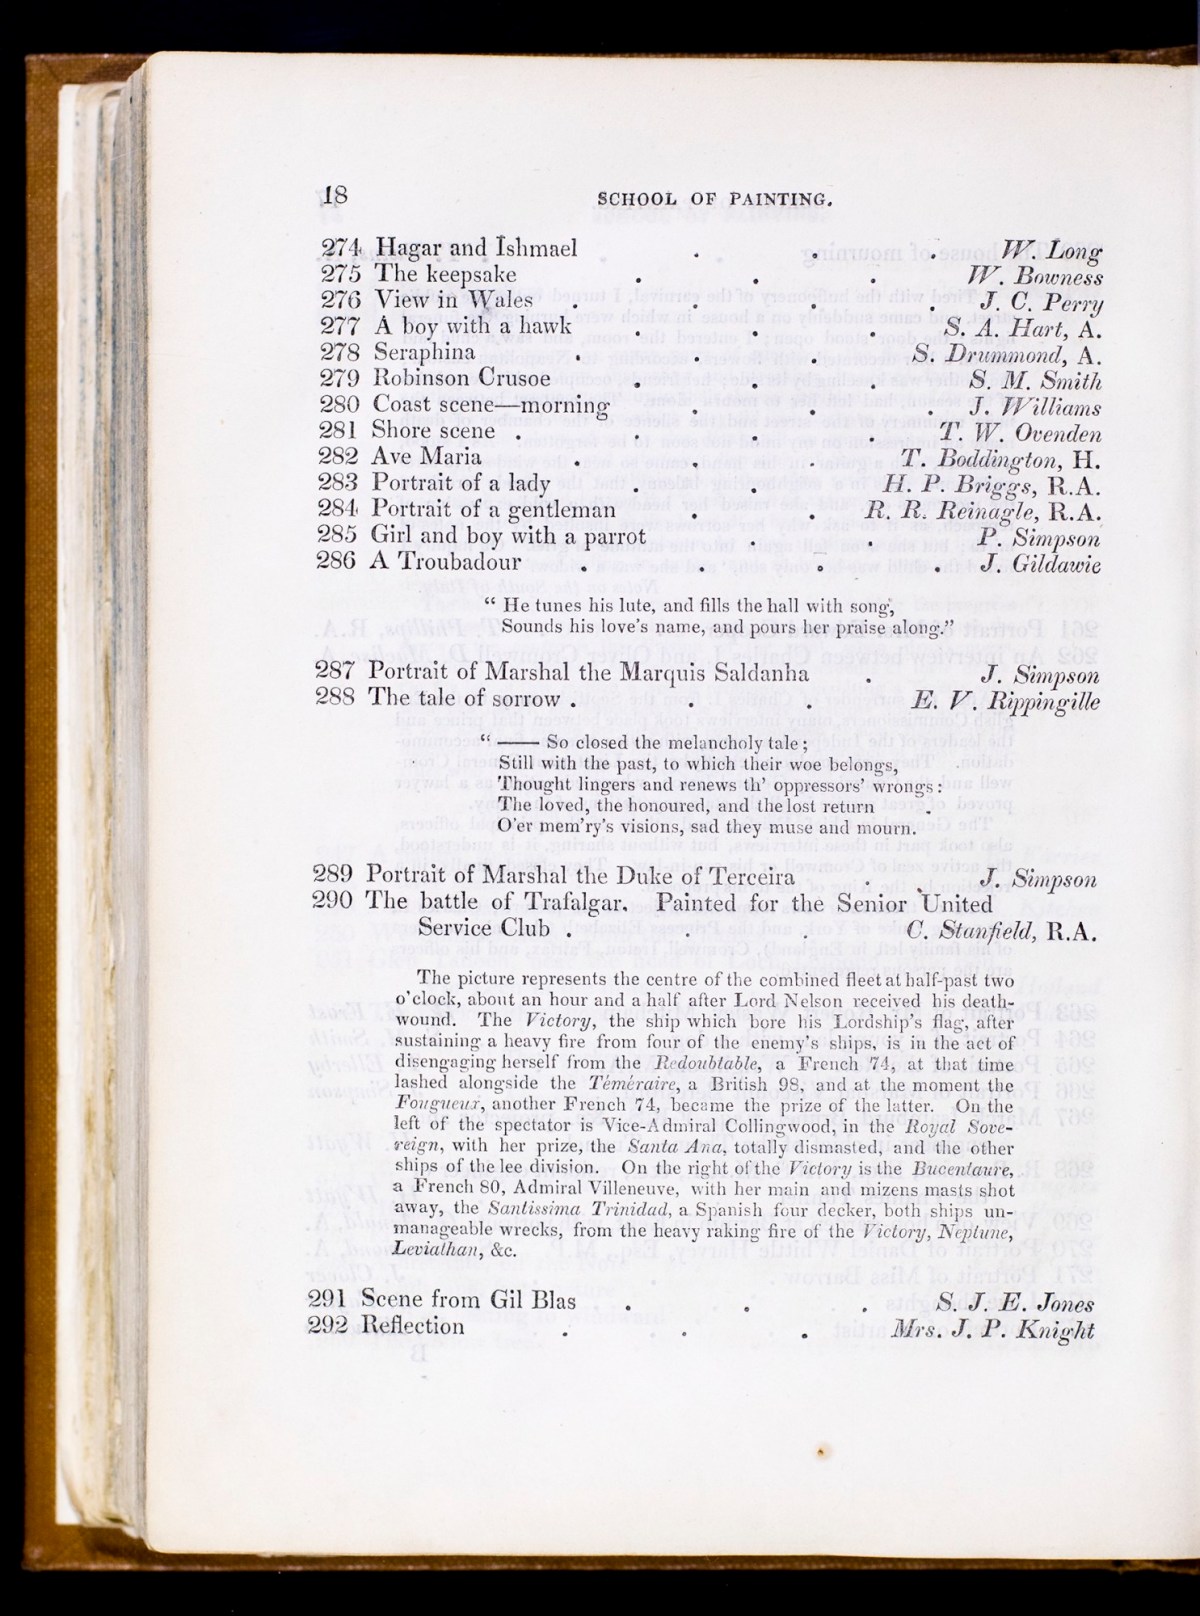 18 SCHOOL OF PAINTING.
274 Hagar and Ishmael . . . W. Long
275 The keepsake . . . W. Bowness
276 View in Wales . . . . J. C. Perry
277 A boy with a hawk . . . S. A. Hart, A.
278 Seraphina . . . S. Drummond, A.
279 Robinson Crusoe . . . S. M. Smith
280 Coast scene—morning . . . J. Williams
281 Shore scene . . . . T. W. Ovenden
282 Ave Maria . . . T. Boddington, H.
283 Portrait of a lady . . H. P. Briggs, R.A.
284 Portrait of a gentleman . . R. R. Reinagle, R.A.
285 Girl and boy with a parrot . . P. Simpson
286 A Troubadour . . . . J. Gildawie
“ He tunes his lute, and fills the hall with song,
Sounds his love’s name, and pours her praise along.”
287 Portrait of Marshal the Marquis Saldanha . J. Simpson
288 The tale of sorrow . . . E. V. Rippingille
“ —— So closed the melancholy tale;
Still with the past, to which their woe belongs,
Thought lingers and renews th’ oppressors’ wrongs:
The loved, the honoured, and the lost return
O’er mem’ry’s visions, sad they muse and mourn.
289 Portrait of Marshal the Duke of Terceira . J. Simpson
290 The battle of Trafalgar. Painted for the Senior United
Service Club . . . C. Stanfield, R.A.
The picture represents the centre of the combined fleet at half-past two
o’clock, about an hour and a half after Lord Nelson received his death-
wound. The Victory, the ship which bore his Lordship’s flag, after
sustaining a heavy fire from four of the enemy’s ships, is in the act of
disengaging herself from the Redoubtable, a French 74, at that time
lashed alongside the Téméraire, a British 98, and at the moment the
Fougueux, another French 74, became the prize of the latter. On the
left of the spectator is Vice-Admiral Collingwood, in the Royal Sove-
reign, with her prize, the Santa Ana, totally dismasted, and the other
ships of the lee division. On the right of the Victory is the Bucentaure,
a French 80, Admiral Villeneuve, with her main and mizens masts shot
away, the Santissima Trinidad, a Spanish four decker, both ships un-
manageable wrecks, from the heavy raking fire of the Victory, Neptune,
Leviathan, &c.
291 Scene from Gil Blas . . . S. J. E. Jones
292 Reflection . . . Mrs. J. P. Knight